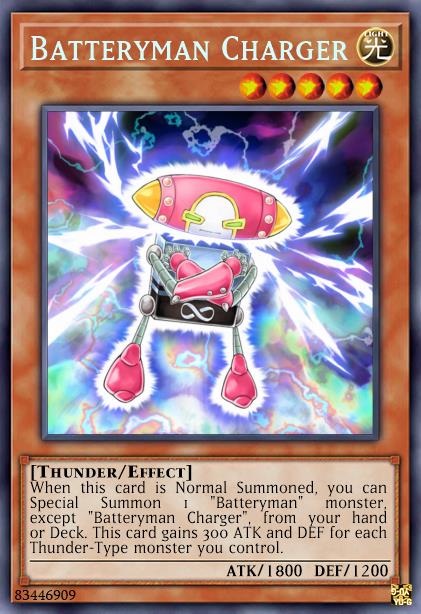 Batteryman Charger
LIGHT
光
[Thunder/Effect]
When this card is Normal Summoned, you can
Special Summon 1 "Batteryman" monster,
except "Batteryman Charger", from your hand
or Deck. This card gains 300 ATK and DEF for each
Thunder-Type monster you control.
ATK/1800 DEF/1200
83446909